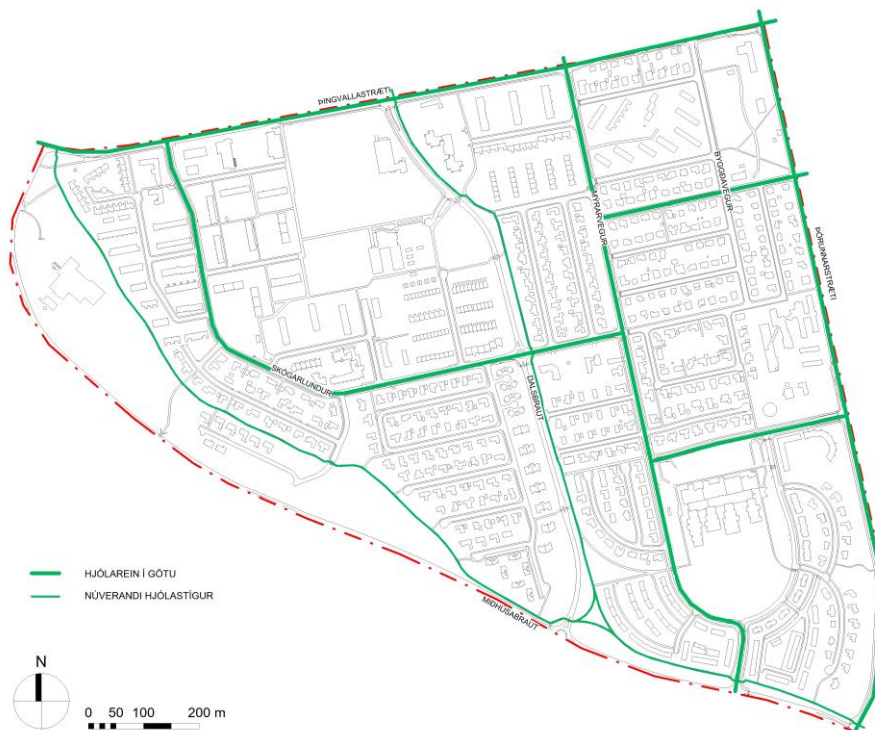 ÞINGVALLASTRÆTI
BYGGÐAVEGUR
MÝRARVEGUR
ÞÓRUNNARSTRÆTI
SKÓGARLUNDUR
DALSBRAUT
HJÓLAREIN Í GÖTU
NÚVERANDI HJÓLASTÍGUR
MIÐHÚSABRAUT
N
0 50 100 200 m